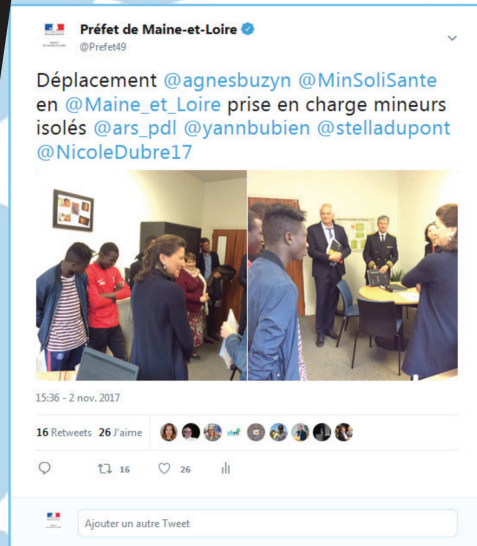 Préfet de Maine-et-Loire
@Prefet49
Déplacement @agnesbuzyn @MinSoliSante
en @Maine_et_Loire prise en charge mineurs
isolés @ars_pdl @yannbubien @stelladupont
@NicoleDubre17
15:36 - 2 nov. 2017
16 Retweets 26 J'aime
16 26
Ajouter un autre Tweet